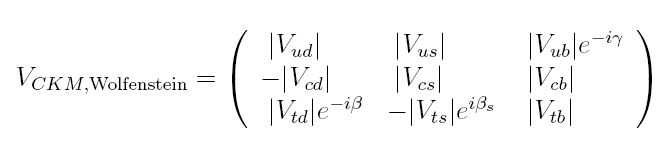 |V_{ud}| |V_{us}| |V_{ub}|e^{-iγ}
V_{CKM,Wolfenstein} = ( -|V_{cd}| |V_{cs}| |V_{cb}| )
|V_{td}|e^{-iβ} -|V_{ts}|e^{iβ_s} |V_{tb}|